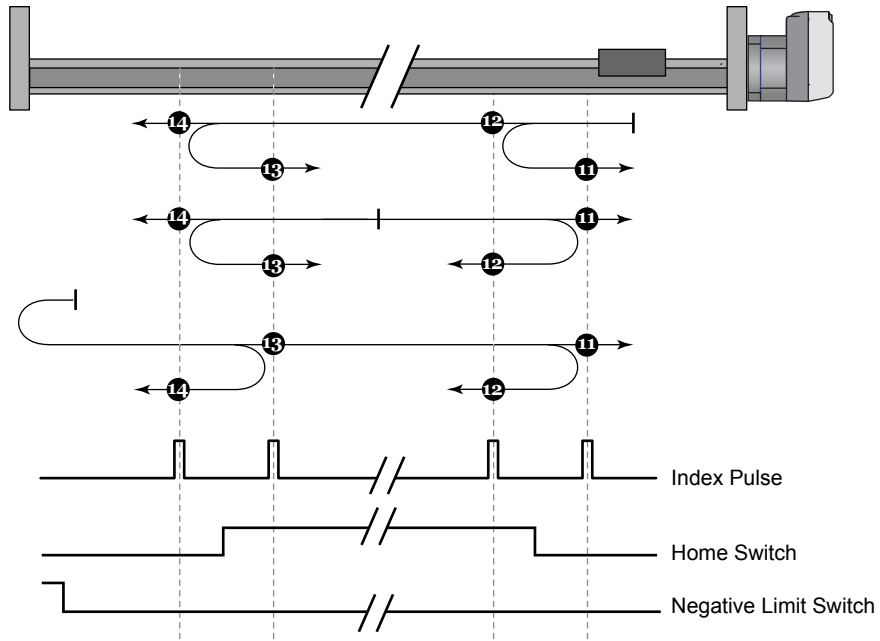 14 12
13 11
14 11
13 12
13 11
14 12
Index Pulse
Home Switch
Negative Limit Switch